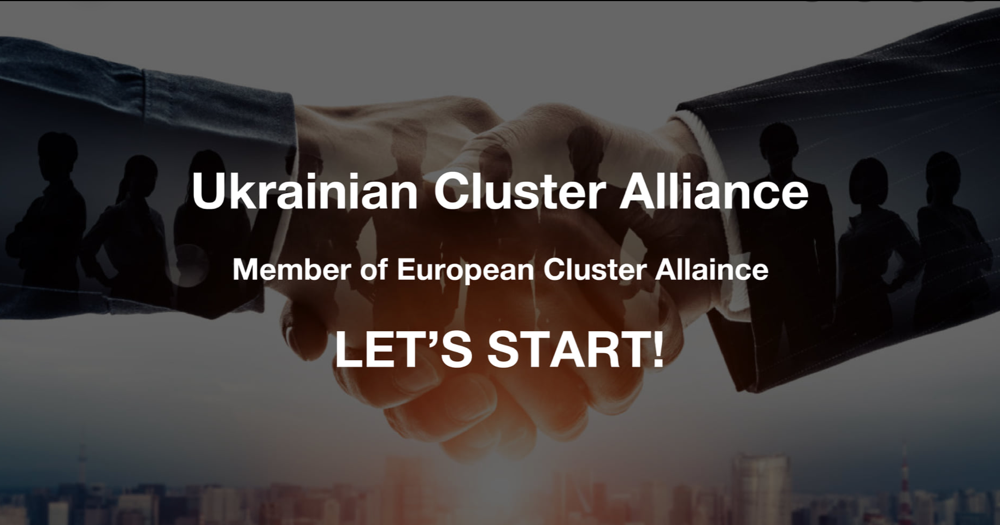 Ukrainian Cluster Alliance
Member of European Cluster Allaince
LET’S START!